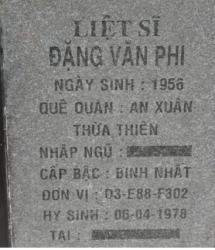 LIỆT SĨ
ĐẶNG VĂN PHI
NGÀY SINH : 1956
QUÊ QUÁN : AN XUÂN
THỪA THIÊN
NHẬP NGŨ :
CẤP BẬC : BINH NHẤT
ĐƠN VỊ : D3-E88-F302
HY SINH : 06-04-1978
TẠI :